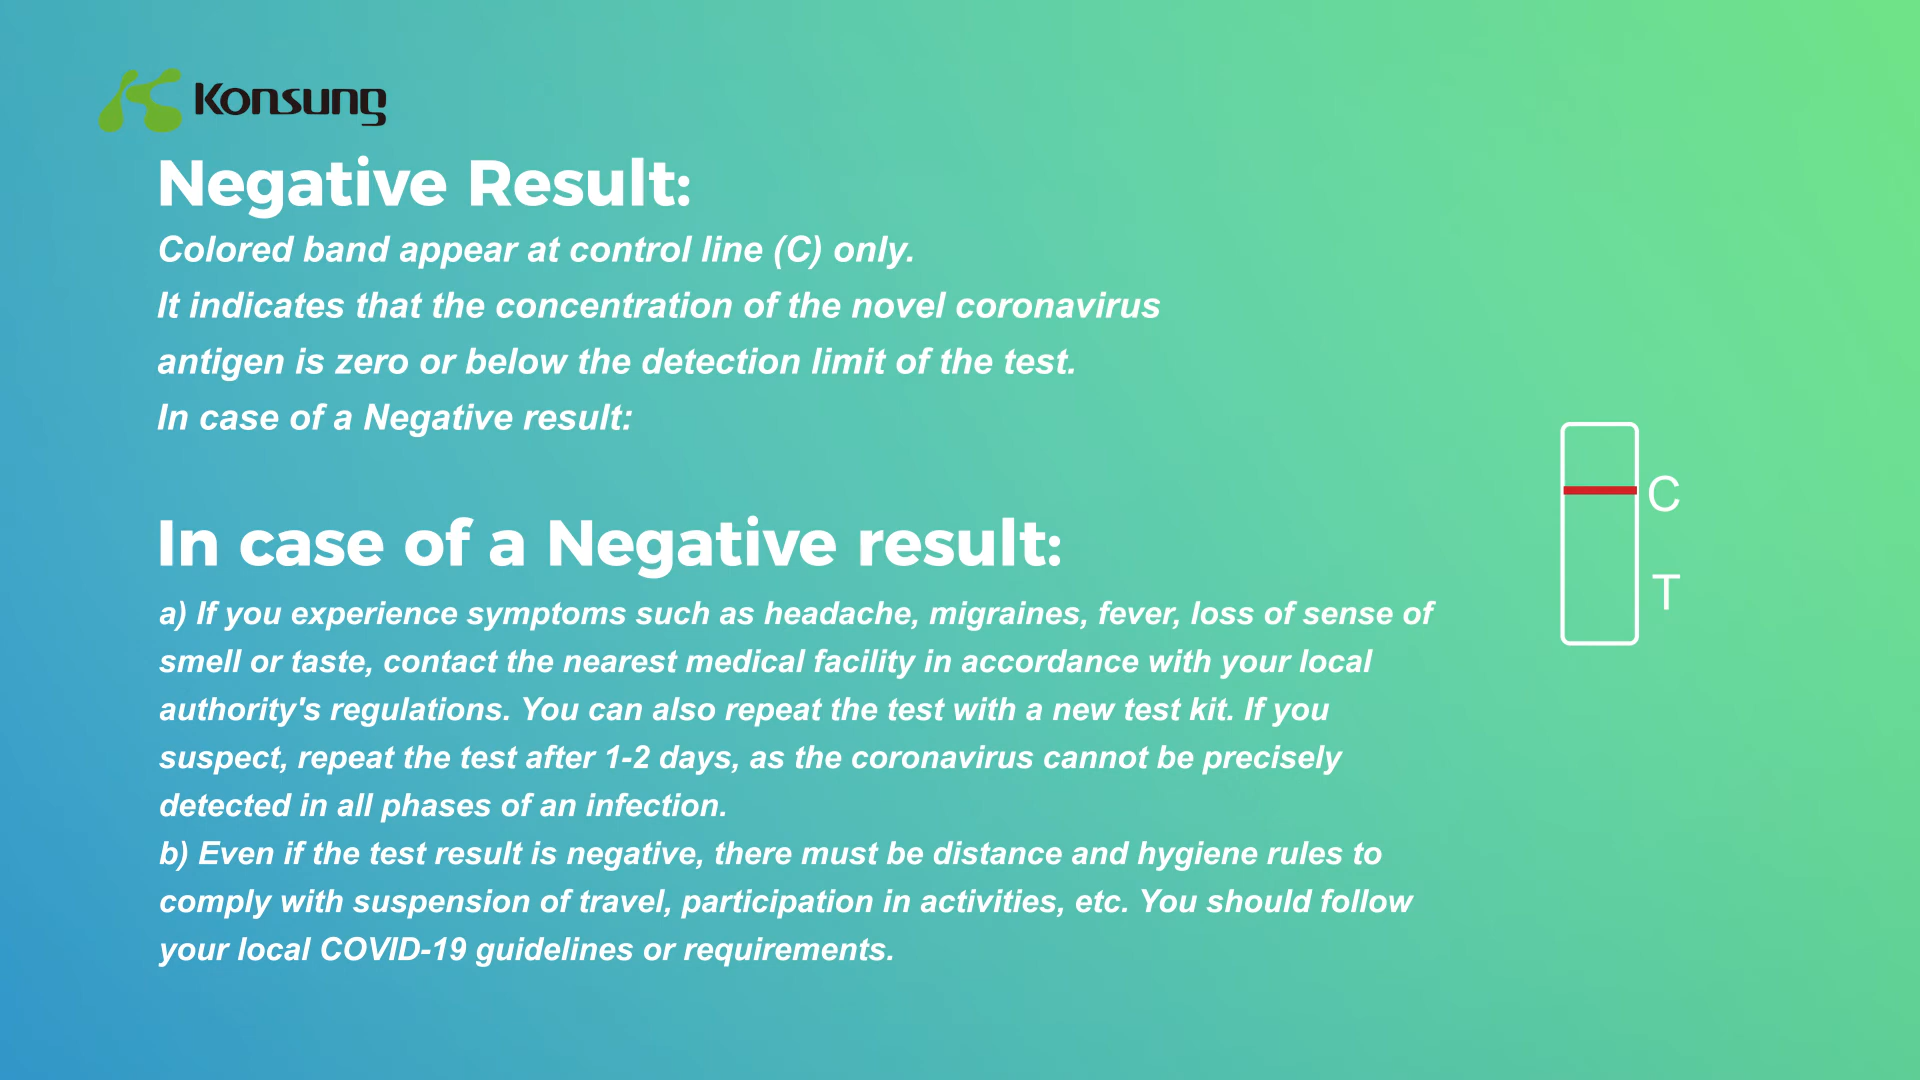 Konsung
Negative Result:
Colored band appear at control line (C) only.
It indicates that the concentration of the novel coronavirus
antigen is zero or below the detection limit of the test.
In case of a Negative result:
In case of a Negative result:
a) If you experience symptoms such as headache, migraines, fever, loss of sense of
smell or taste, contact the nearest medical facility in accordance with your local
authority's regulations. You can also repeat the test with a new test kit. If you
suspect, repeat the test after 1-2 days, as the coronavirus cannot be precisely
detected in all phases of an infection.
b) Even if the test result is negative, there must be distance and hygiene rules to
comply with suspension of travel, participation in activities, etc. You should follow
your local COVID-19 guidelines or requirements.
C
T